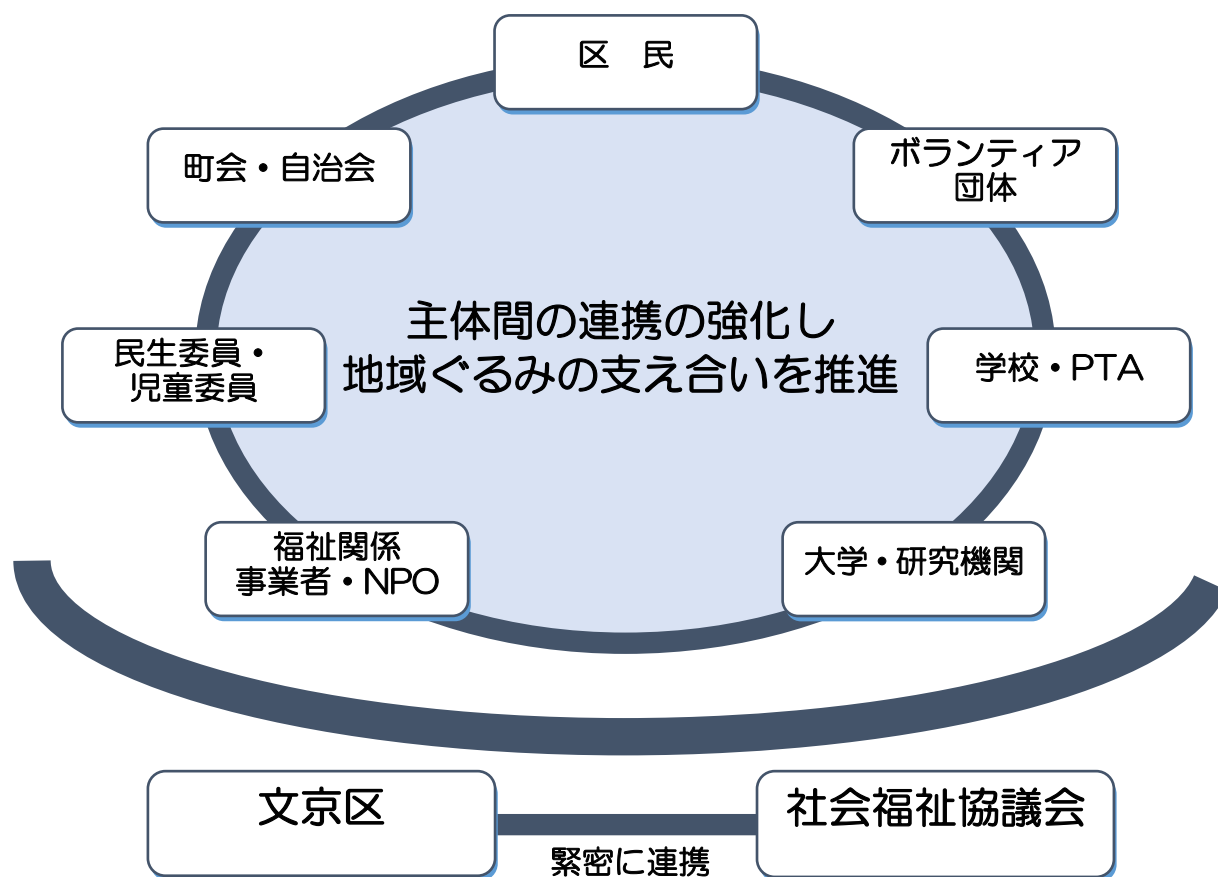 区　民
町会・自治会
ボランティア
団体
主体間の連携の強化し
地域ぐるみの支え合いを推進
民生委員・
児童委員
学校・PTA
福祉関係
事業者・NPO
大学・研究機関
文京区
社会福祉協議会
緊密に連携